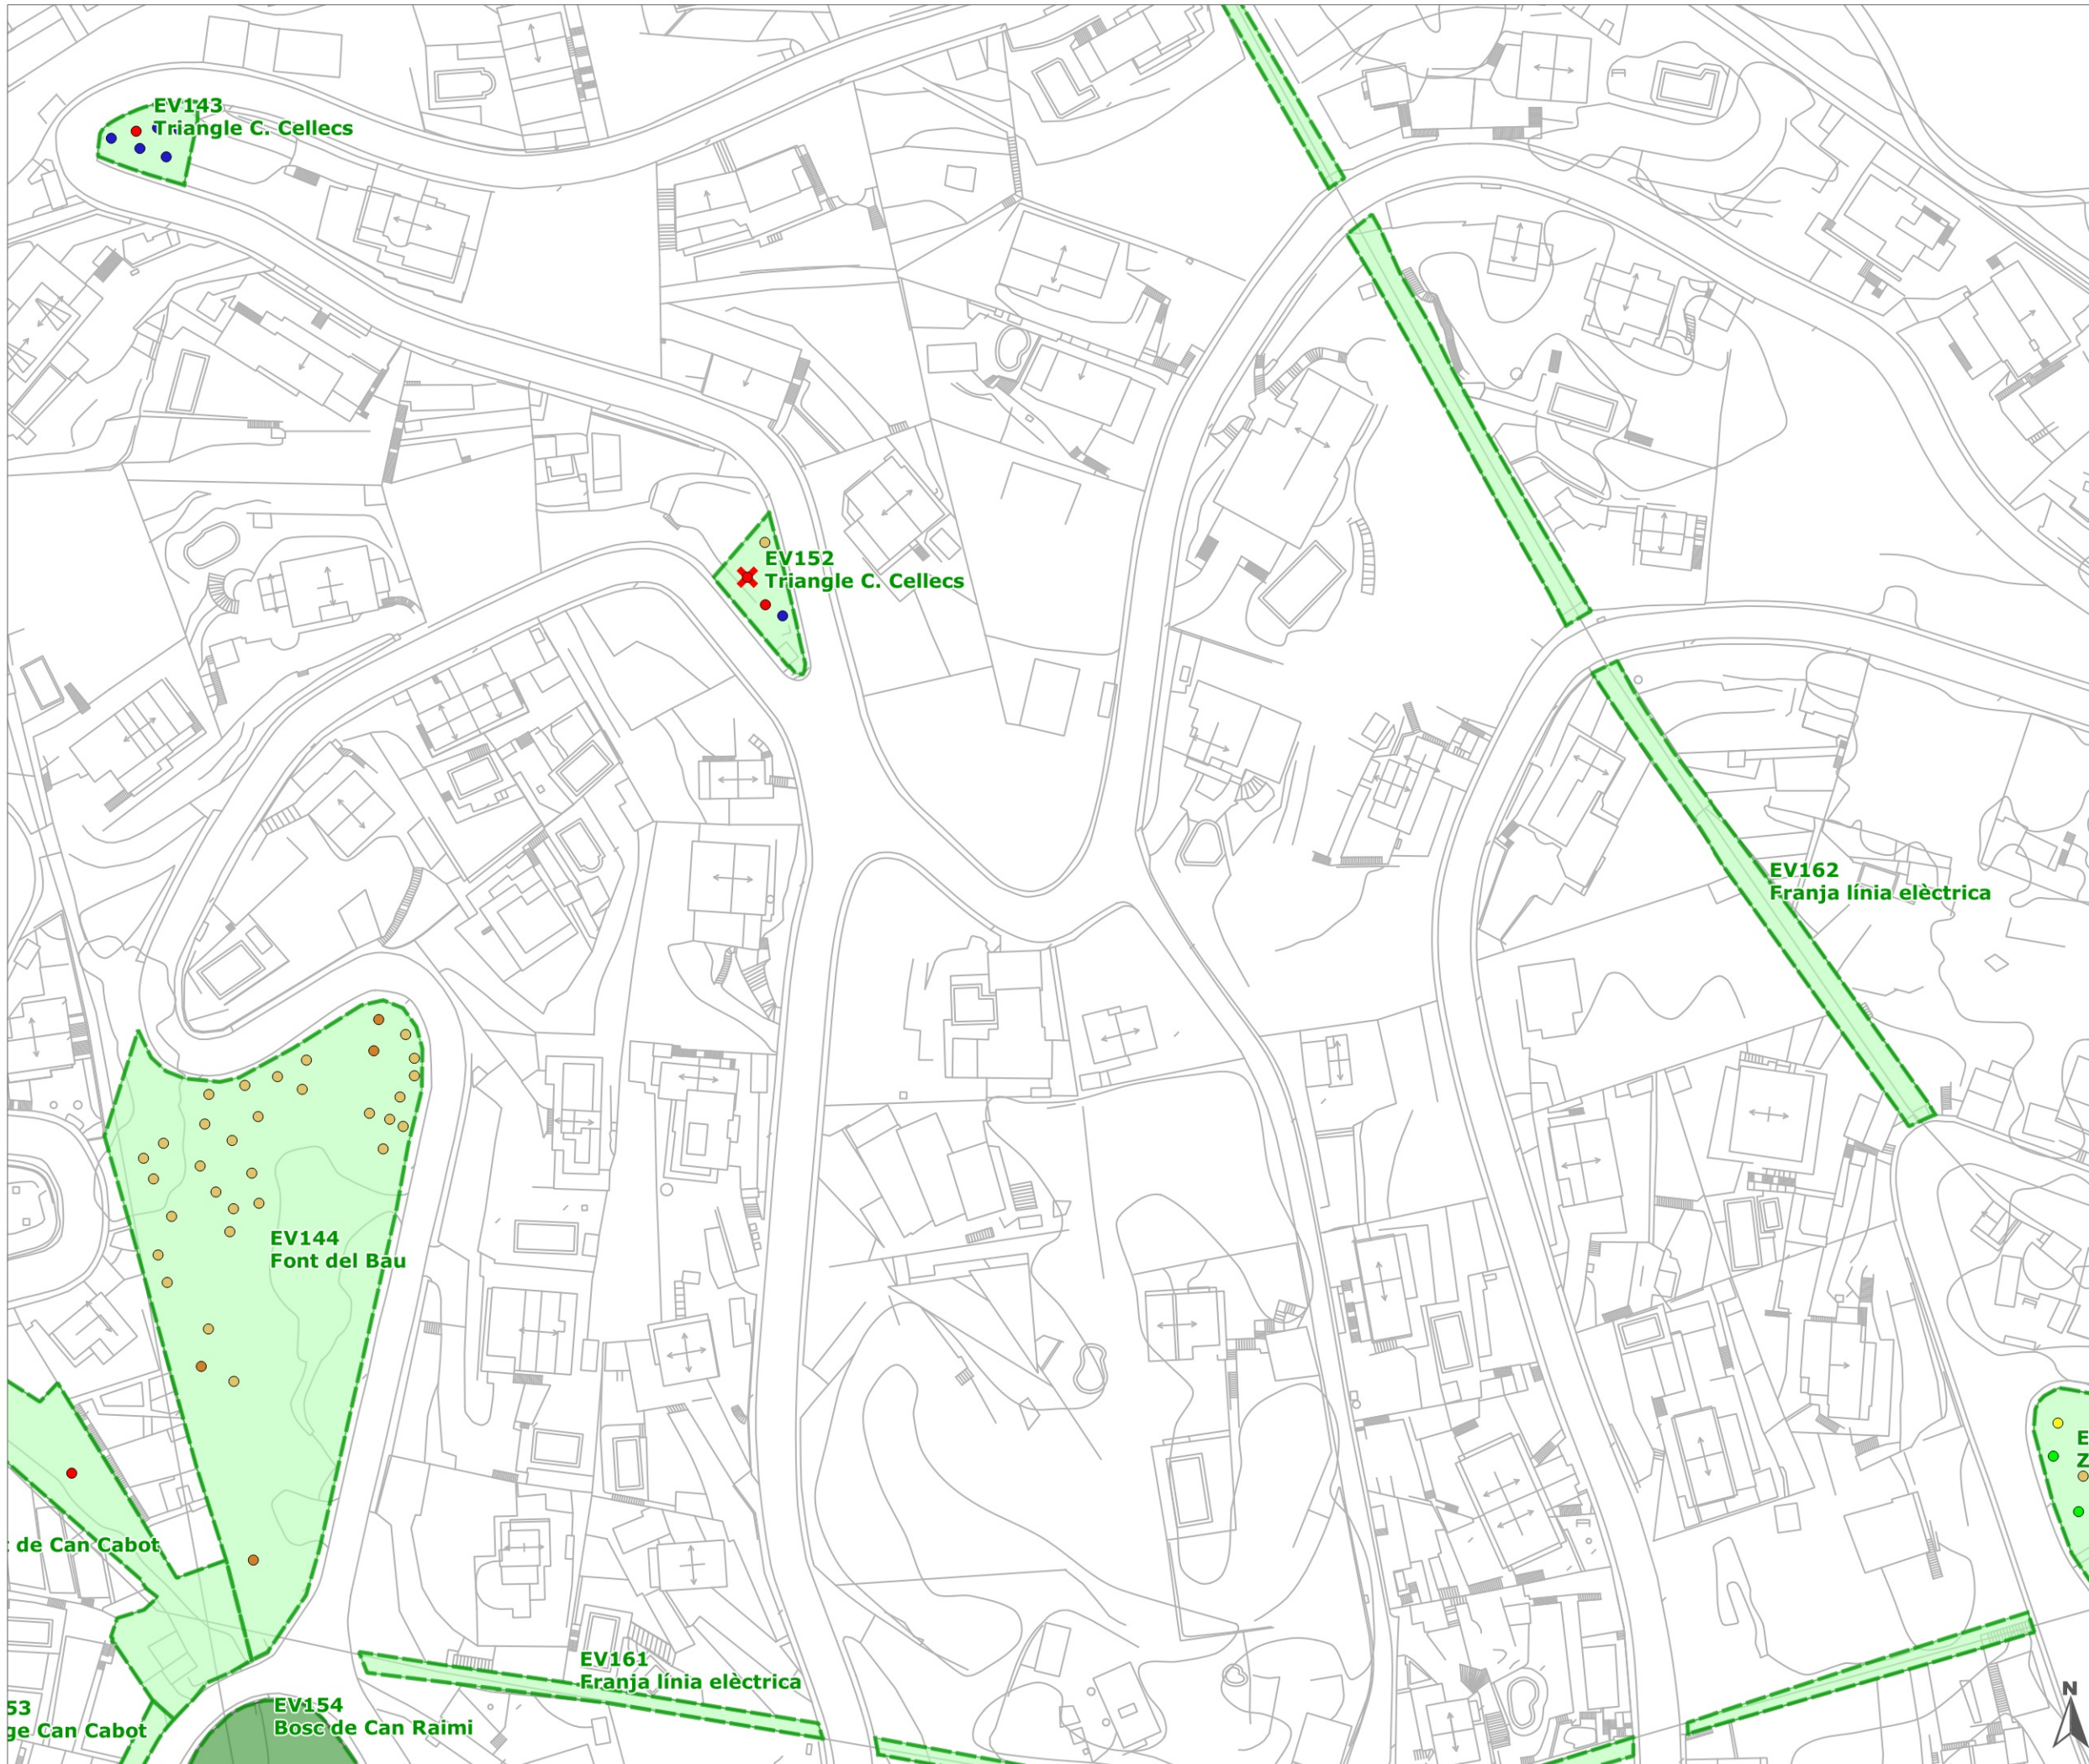 EV143
Triangle C. Cellecs
EV152
Triangle C. Cellecs
EV162
Franja línia elèctrica
EV144
Font del Bau
E
Z
de Can Cabot
EV161
Franja línia elèctrica
53
ge Can Cabot
EV154
Bosc de Can Raimi
N